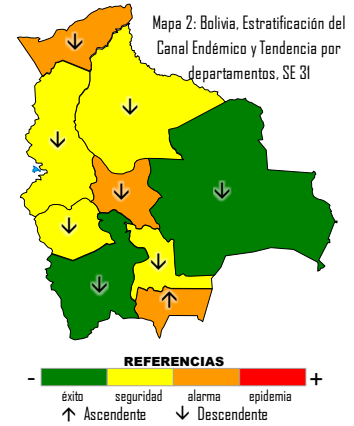 Mapa 2: Bolivia, Estratificación del
Canal Endémico y Tendencia por
departamentos, SE 31
REFERENCIAS
- +
éxito seguridad alarma epidemia
↑ Ascendente ↓ Descendente